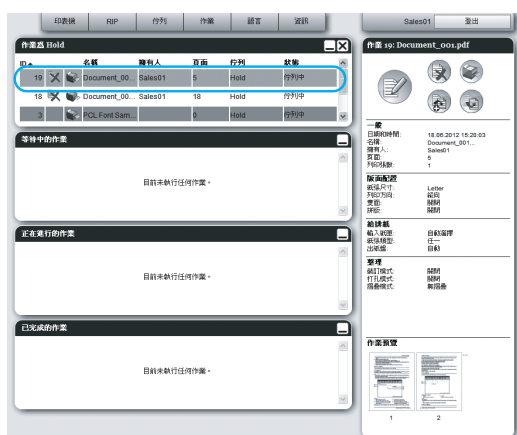 印表機 RIP 佇列 作業 語言 資訊
Sales01 登出
作業爲 Hold
ID 名稱 擁有人 頁面 佇列 狀態
19 Document_00... Sales01 5 Hold 佇列中
18 Document_00... Sales01 18 Hold 佇列中
3 PCL Font Sam... 0 Hold 佇列中
等待中的作業
目前未執行任何作業。
正在進行的作業
目前未執行任何作業。
已完成的作業
目前未執行任何作業。
作業 19: Document_001.pdf
一般
日期和時間: 18.06.2012 15:20:03
名稱: Document_001...
擁有人: Sales01
頁面: 5
列印張數: 1
版面配置
紙張尺寸: Letter
列印方向: 縱向
雙面: 關閉
拼版: 關閉
給排紙
輸入紙匣: 自動選擇
紙張類型: 任一
出紙盤: 自動
整理
裝訂模式: 關閉
打孔模式: 關閉
摺疊模式: 無摺疊
作業預覽
1 2